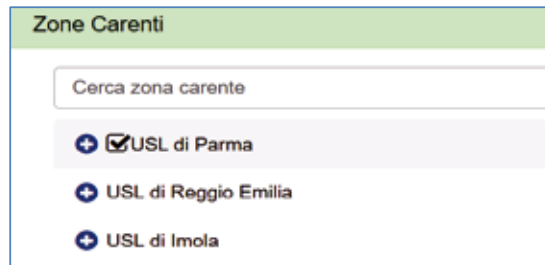 Zone Carenti
Cerca zona carente
USL di Parma
USL di Reggio Emilia
USL di Imola